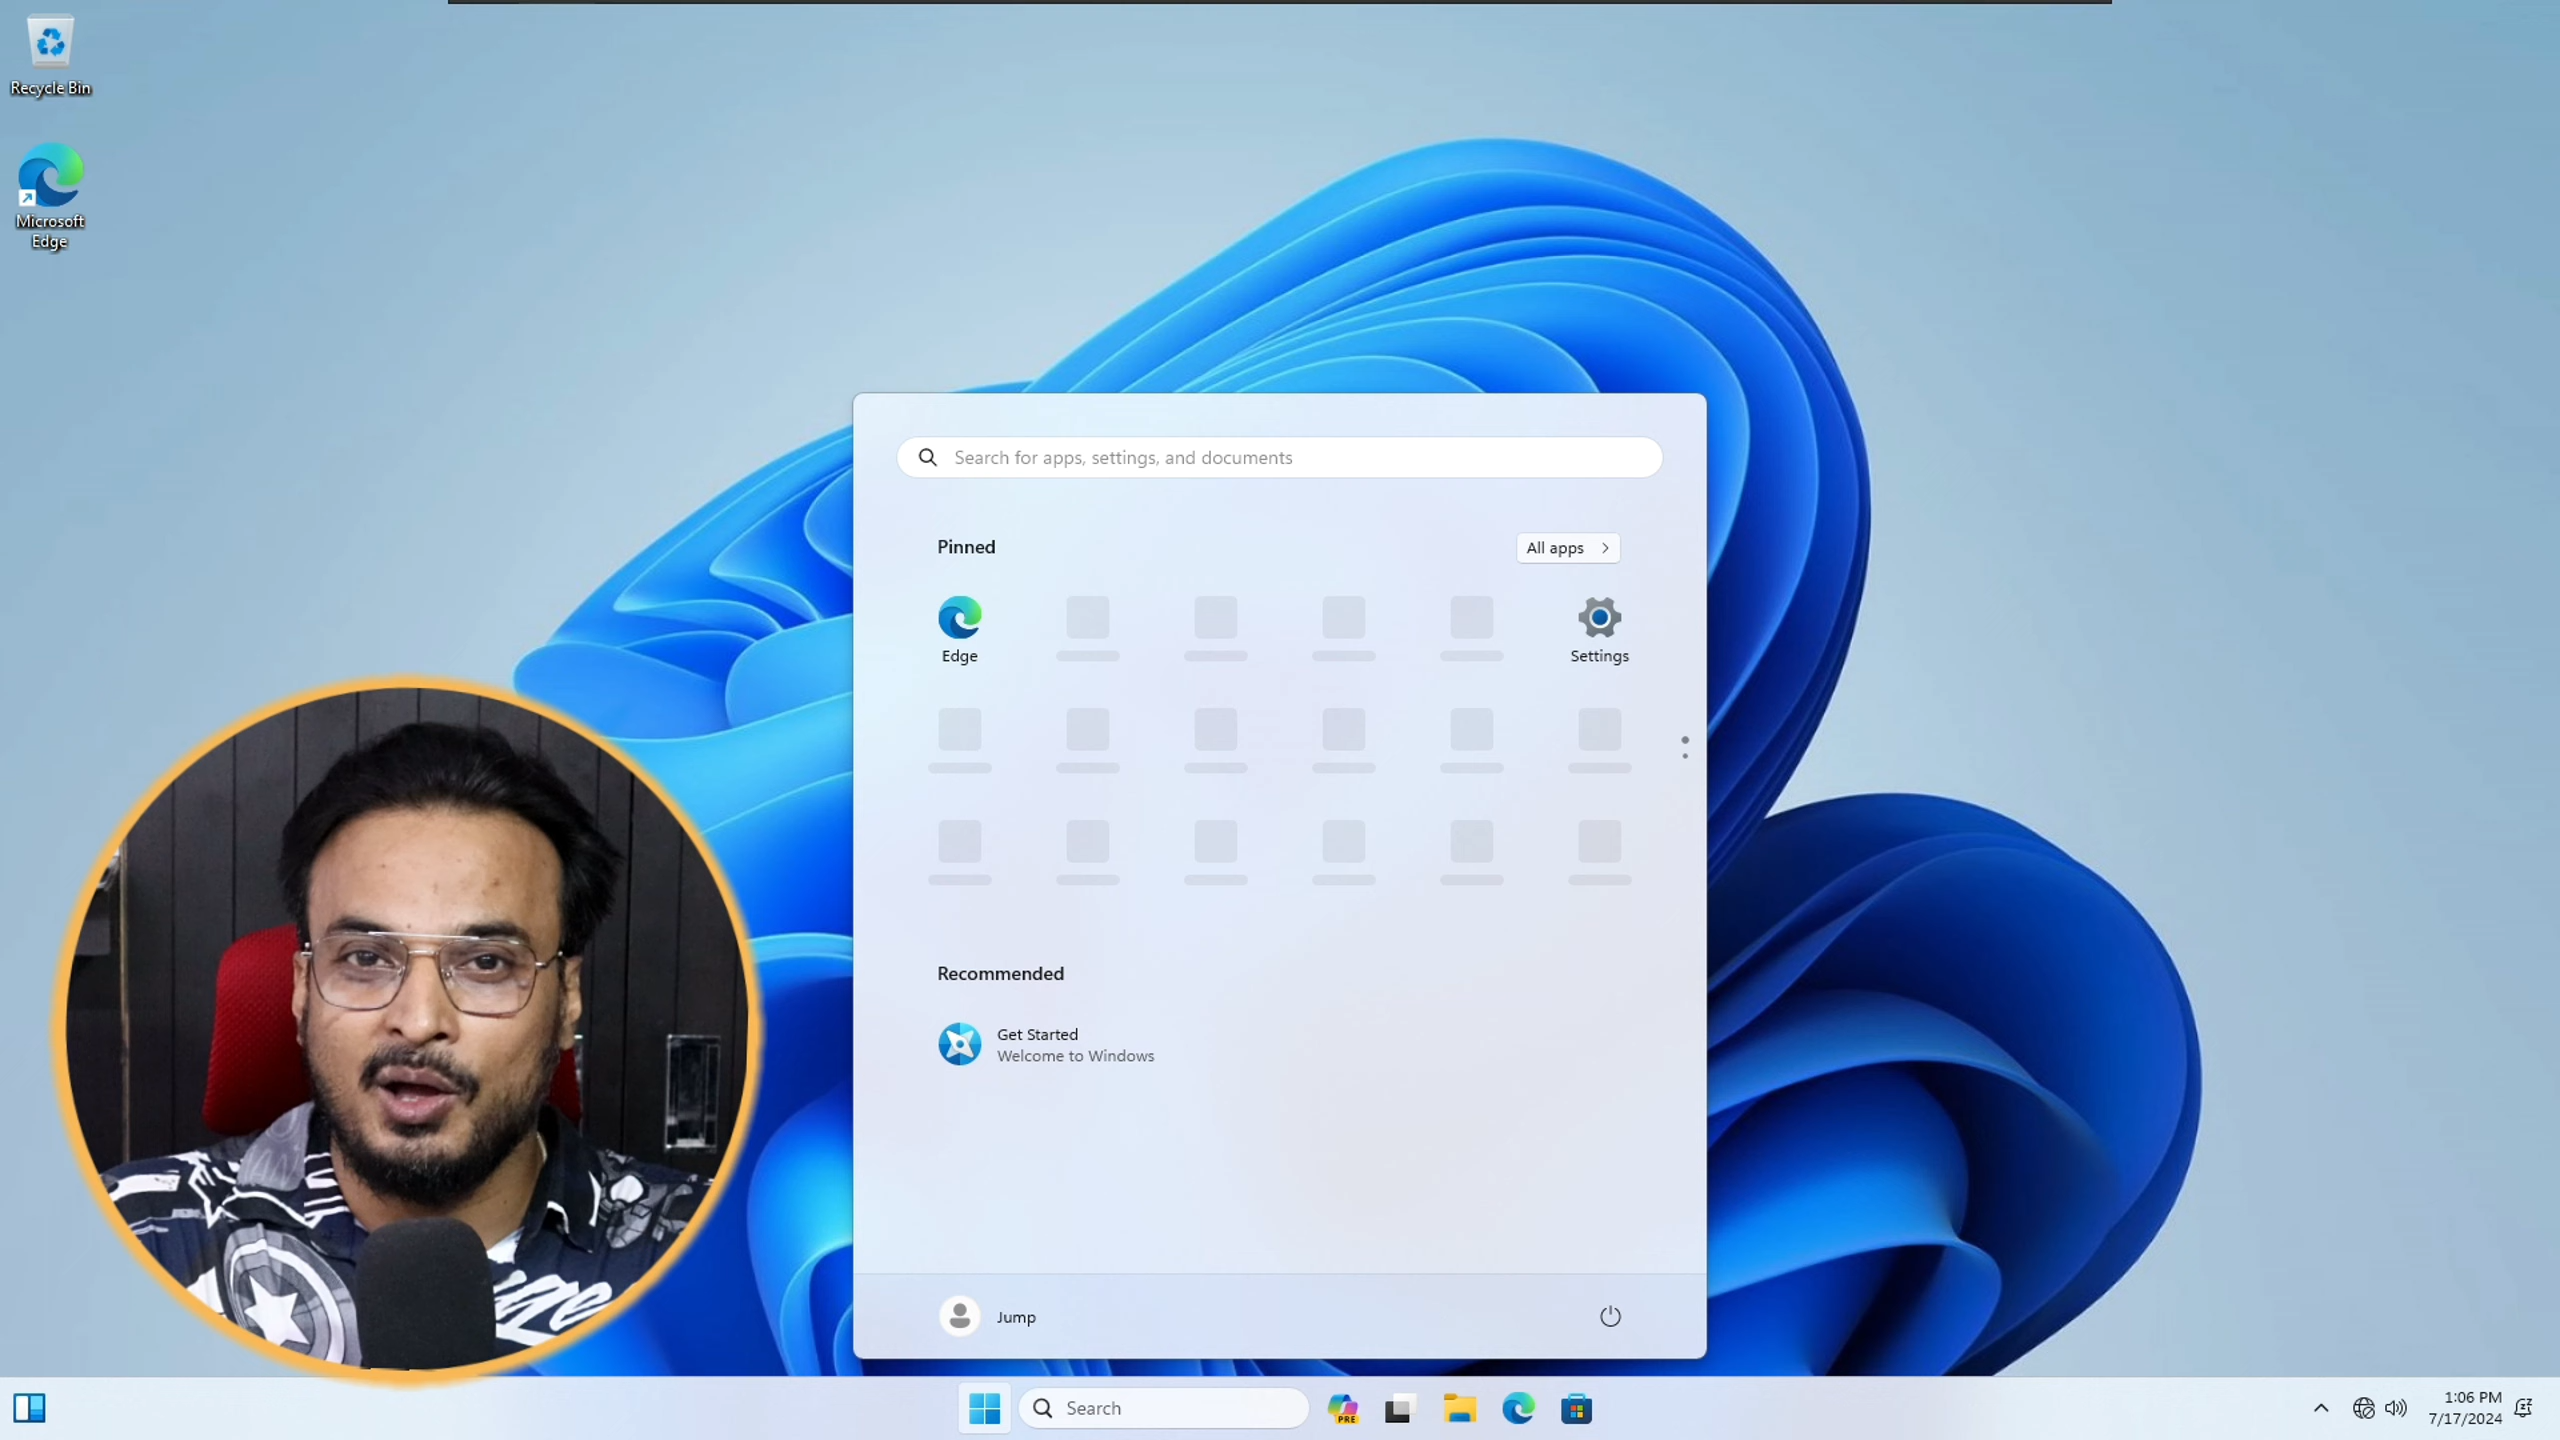 Recycle Bin
Microsoft
Edge
Search for apps, settings, and documents
Pinned
All apps
Edge
Settings
Recommended
Get Started
Welcome to Windows
Jump
Search
PRE
1:06 PM
7/17/2024